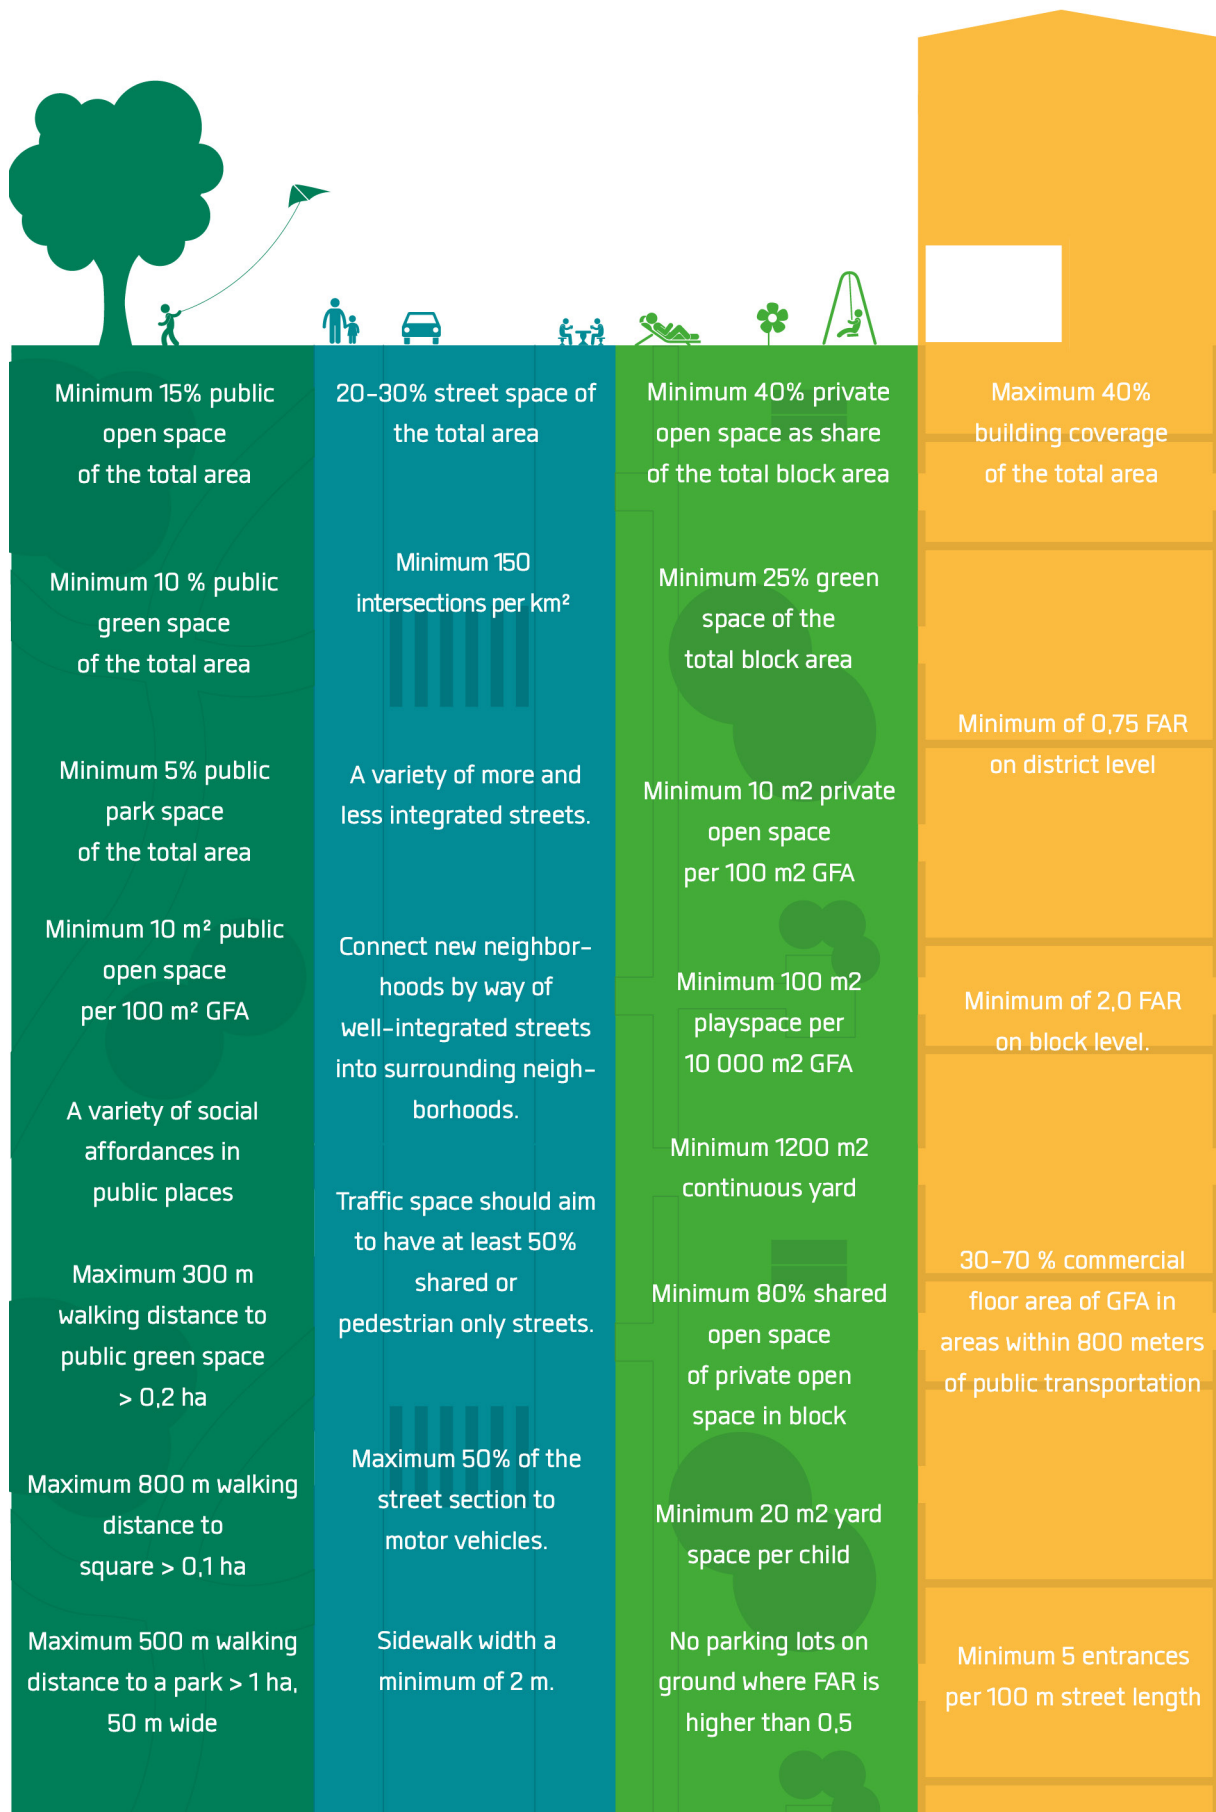 Minimum 15% public
open space
of the total area
Minimum 10 % public
green space
of the total area
Minimum 5% public
park space
of the total area
Minimum 10 m² public
open space
per 100 m² GFA
A variety of social
affordances in
public places
Maximum 300 m
walking distance to
public green space
> 0,2 ha
Maximum 800 m walking
distance to
square > 0,1 ha
Maximum 500 m walking
distance to a park > 1 ha,
50 m wide
20-30% street space of
the total area
Minimum 150
intersections per km²
A variety of more and
less integrated streets.
Connect new neighbor-
hoods by way of
well-integrated streets
into surrounding neigh-
borhoods.
Traffic space should aim
to have at least 50%
shared or
pedestrian only streets.
Maximum 50% of the
street section to
motor vehicles.
Sidewalk width a
minimum of 2 m.
Minimum 40% private
open space as share
of the total block area
Minimum 25% green
space of the
total block area
Minimum 10 m2 private
open space
per 100 m2 GFA
Minimum 100 m2
playspace per
10 000 m2 GFA
Minimum 1200 m2
continuous yard
Minimum 80% shared
open space
of private open
space in block
Minimum 20 m2 yard
space per child
No parking lots on
ground where FAR is
higher than 0,5
Maximum 40%
building coverage
of the total area
Minimum of 0,75 FAR
on district level
Minimum of 2,0 FAR
on block level.
30-70 % commercial
floor area of GFA in
areas within 800 meters
of public transportation
Minimum 5 entrances
per 100 m street length